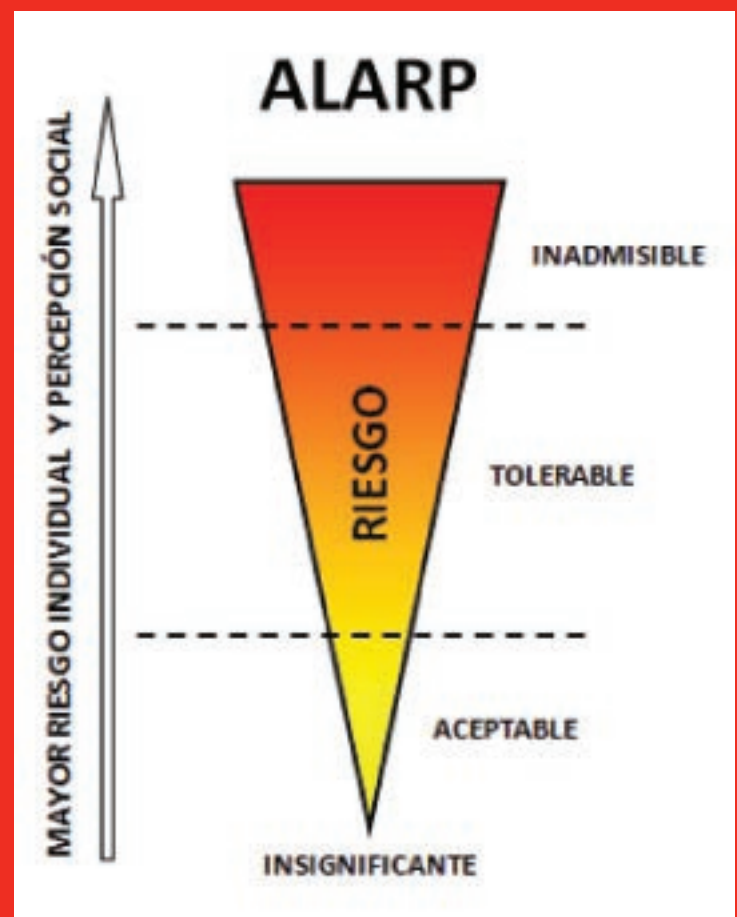 ALARP
MAYOR RIESGO INDIVIDUAL Y PERCEPCIÓN SOCIAL
INADMISIBLE
RIESGO
TOLERABLE
ACEPTABLE
INSIGNIFICANTE